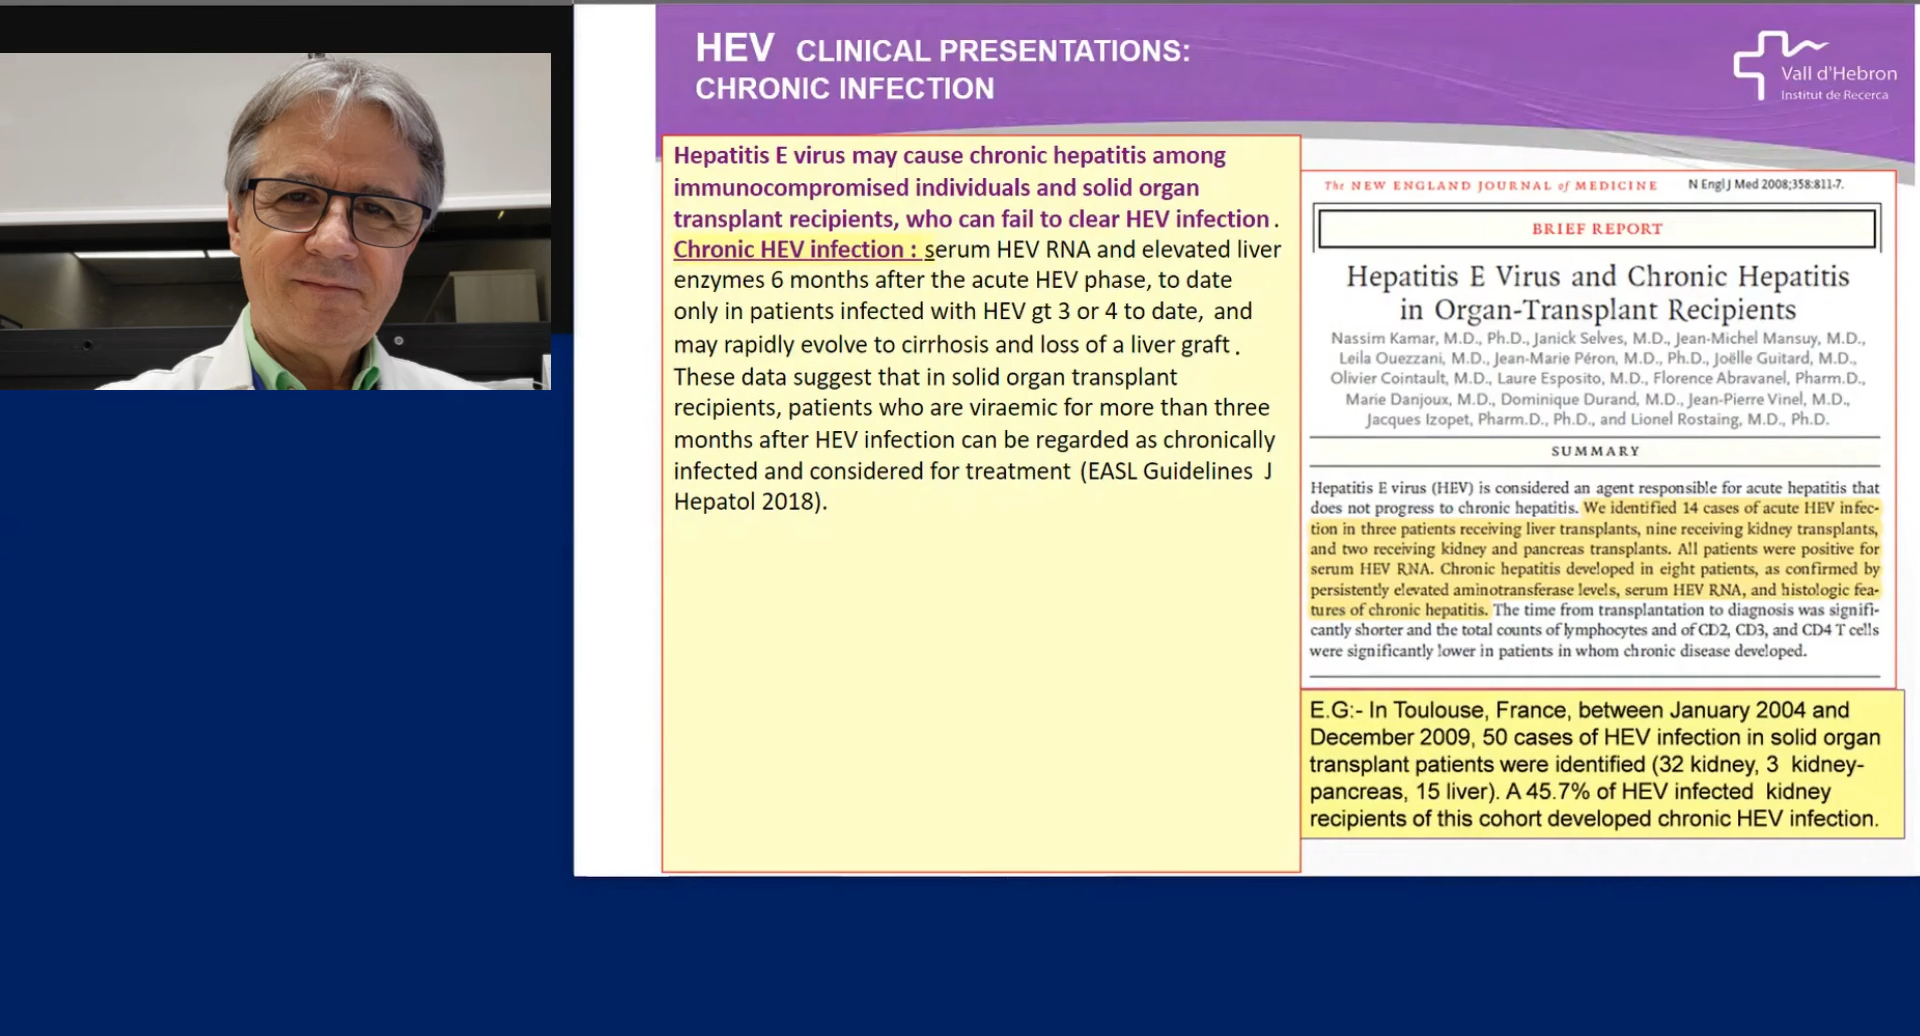 HEV CLINICAL PRESENTATIONS:
CHRONIC INFECTION
Vall d'Hebron
Institut de Recerca
Hepatitis E virus may cause chronic hepatitis among
immunocompromised individuals and solid organ
transplant recipients, who can fail to clear HEV infection .
Chronic HEV infection : serum HEV RNA and elevated liver
enzymes 6 months after the acute HEV phase, to date
only in patients infected with HEV gt 3 or 4 to date, and
may rapidly evolve to cirrhosis and loss of a liver graft .
These data suggest that in solid organ transplant
recipients, patients who are viraemic for more than three
months after HEV infection can be regarded as chronically
infected and considered for treatment (EASL Guidelines J
Hepatol 2018).
The NEW ENGLAND JOURNAL of MEDICINE N Engl J Med 2008;358:811-7.
BRIEF REPORT
Hepatitis E Virus and Chronic Hepatitis
in Organ-Transplant Recipients
Nassim Kamar, M.D., Ph.D., Janick Selves, M.D., Jean-Michel Mansuy, M.D.,
Leila Ouezzani, M.D., Jean-Marie Péron, M.D., Ph.D., Joëlle Guitard, M.D.,
Olivier Cointault, M.D., Laure Esposito, M.D., Florence Abravanel, Pharm.D.,
Marie Danjoux, M.D., Dominique Durand, M.D., Jean-Pierre Vinel, M.D.,
Jacques Izopet, Pharm.D., Ph.D., and Lionel Rostaing, M.D., Ph.D.
SUMMARY
Hepatitis E virus (HEV) is considered an agent responsible for acute hepatitis that
does not progress to chronic hepatitis. We identified 14 cases of acute HEV infec-
tion in three patients receiving liver transplants, nine receiving kidney transplants,
and two receiving kidney and pancreas transplants. All patients were positive for
serum HEV RNA. Chronic hepatitis developed in eight patients, as confirmed by
persistently elevated aminotransferase levels, serum HEV RNA, and histologic fea-
tures of chronic hepatitis. The time from transplantation to diagnosis was signifi-
cantly shorter and the total counts of lymphocytes and of CD2, CD3, and CD4 T cells
were significantly lower in patients in whom chronic disease developed.
E.G:- In Toulouse, France, between January 2004 and
December 2009, 50 cases of HEV infection in solid organ
transplant patients were identified (32 kidney, 3 kidney-
pancreas, 15 liver). A 45.7% of HEV infected kidney
recipients of this cohort developed chronic HEV infection.